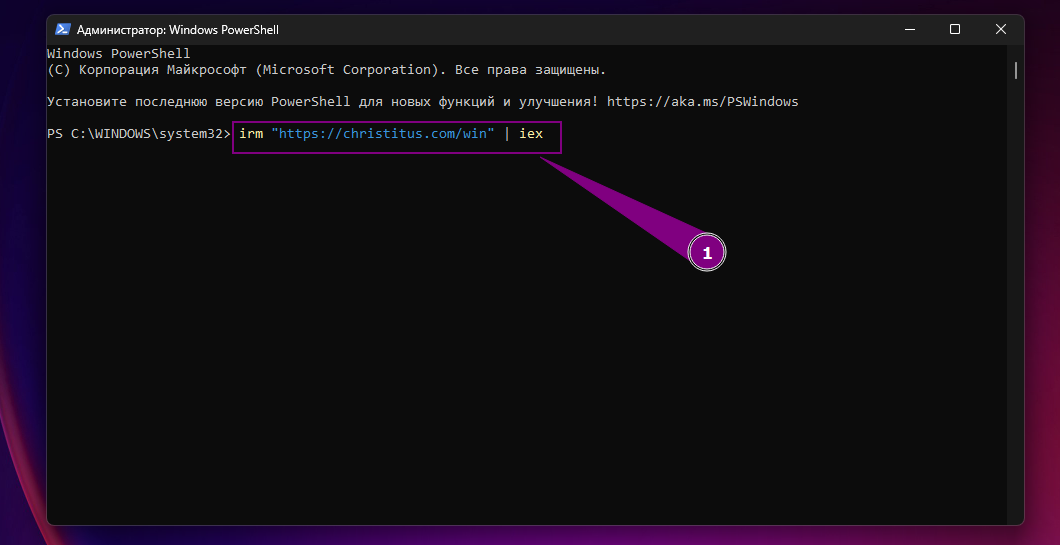 Администратор: Windows PowerShell
Windows PowerShell
(C) Корпорация Майкрософт (Microsoft Corporation). Все права защищены.
Установите последнюю версию PowerShell для новых функций и улучшения! https://aka.ms/PSWindows
PS C:\WINDOWS\system32> irm "https://christitus.com/win" | iex
1